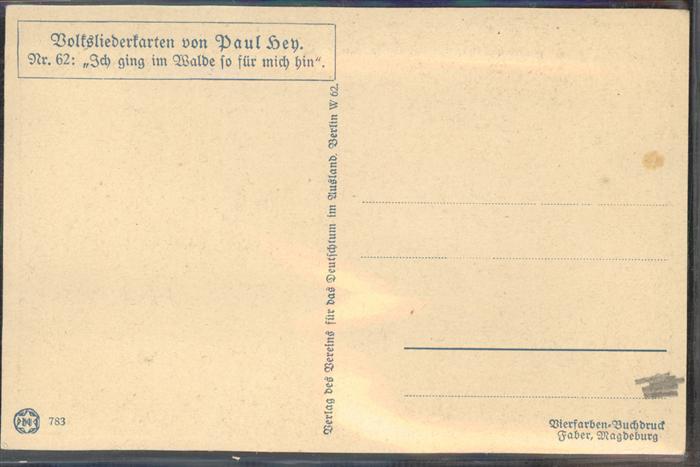 Volksliederkarten von Paul Hey.
Nr. 62: „Ich ging im Walde so für mich hin“.
Verlag des Vereins für das Deutschtum im Ausland. Berlin W 62.
783
Vierfarben-Buchdruck
Faber, Magdeburg